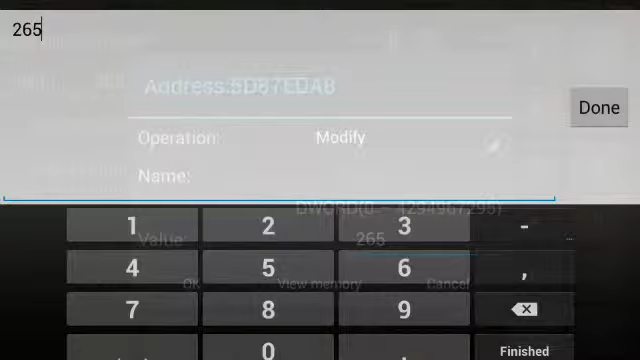 265
Address:5D87EDA8
Done
Operation: Modify
Name:
DWORD(0 ~ 4294967295)
1 2 3 -
Value: 265 ...
4 5 6 ,
OK View memory Cancel
7 8 9
0 . Finished